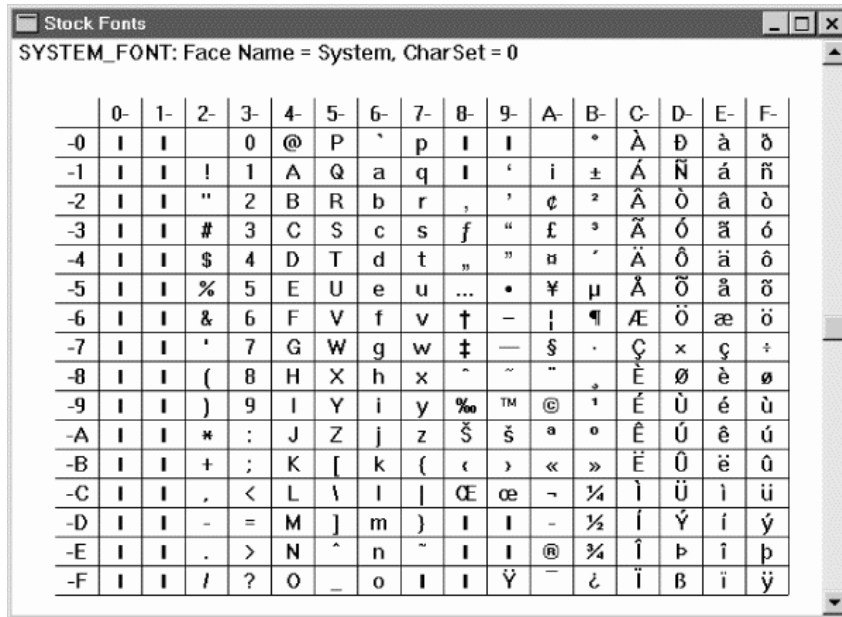 Stock Fonts
SYSTEM_FONT: Face Name = System, CharSet = 0
0- 1- 2- 3- 4- 5- 6- 7- 8- 9- A- B- C- D- E- F-
-0 0 @ P ` p ° À Ð à ð
-1 ! 1 A Q a q ‘ ¡ ± Á Ñ á ñ
-2 " 2 B R b r ‚ ’ ¢ ² Â Ò â ò
-3 # 3 C S c s ƒ “ £ ³ Ã Ó ã ó
-4 $ 4 D T d t „ ” ¤ ´ Ä Ô ä ô
-5 % 5 E U e u … • ¥ µ Å Õ å õ
-6 & 6 F V f v † – ¦ ¶ Æ Ö æ ö
-7 ' 7 G W g w ‡ — § · Ç × ç ÷
-8 ( 8 H X h x ˆ ˜ ¨ ¸ È Ø è ø
-9 ) 9 I Y i y ‰ ™ © ¹ É Ù é ù
-A * : J Z j z Š š ª º Ê Ú ê ú
-B + ; K [ k { ‹ › « » Ë Û ë û
-C , < L \ l | Œ œ ¬ ¼ Ì Ü ì ü
-D - = M ] m } - ½ Í Ý í ý
-E . > N ^ n ~ ® ¾ Î Þ î þ
-F / ? O _ o Ÿ ¯ ¿ Ï ß ï ÿ